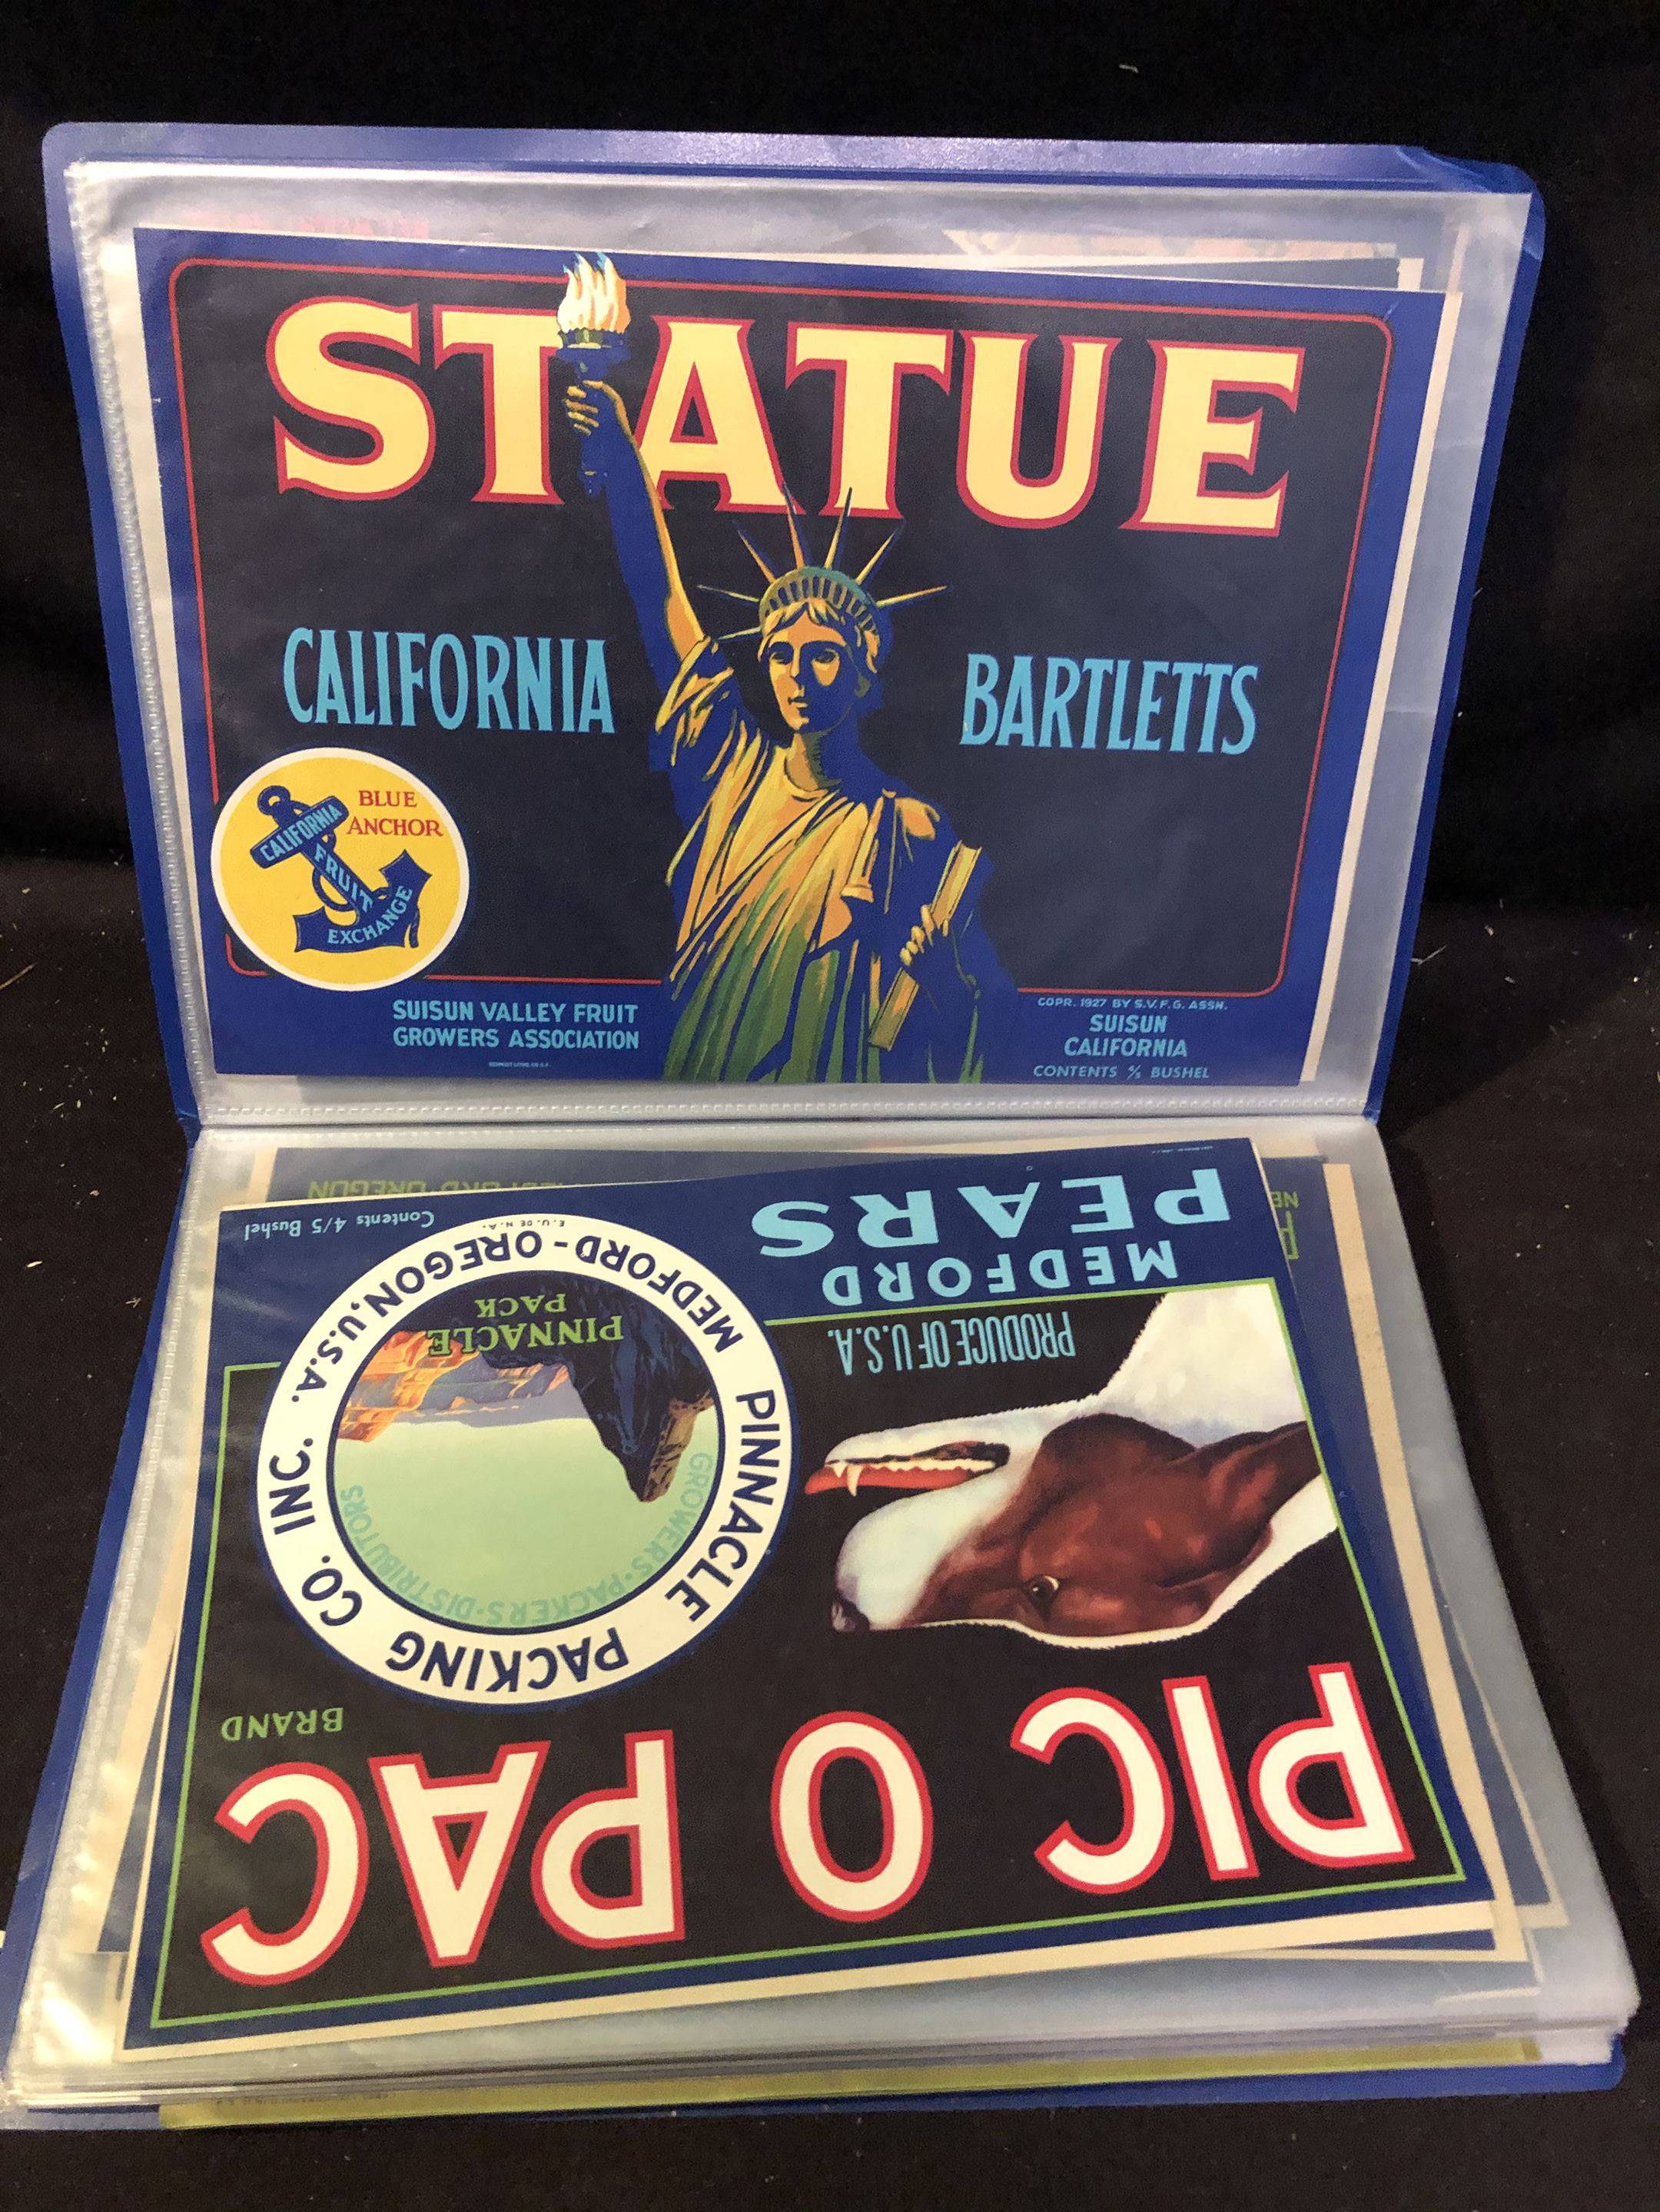 STATUE
CALIFORNIA BARTLETTS
BLUE
ANCHOR
CALIFORNIA
FRUIT
EXCHANGE
SUISUN VALLEY FRUIT
GROWERS ASSOCIATION
COPR. 1927 BY S.V.F.G. ASSN.
SUISUN
CALIFORNIA
CONTENTS 4/5 BUSHEL
PIC O PAC
BRAND
PINNACLE PACKING CO. INC.
MEDFORD-OREGON, U.S.A.
GROWERS·PACKERS·DISTRIBUTORS
PINNACLE
PACK
E.U. DE N.A.
PRODUCE OF U.S.A.
MEDFORD
PEARS
Contents 4/5 Bushel